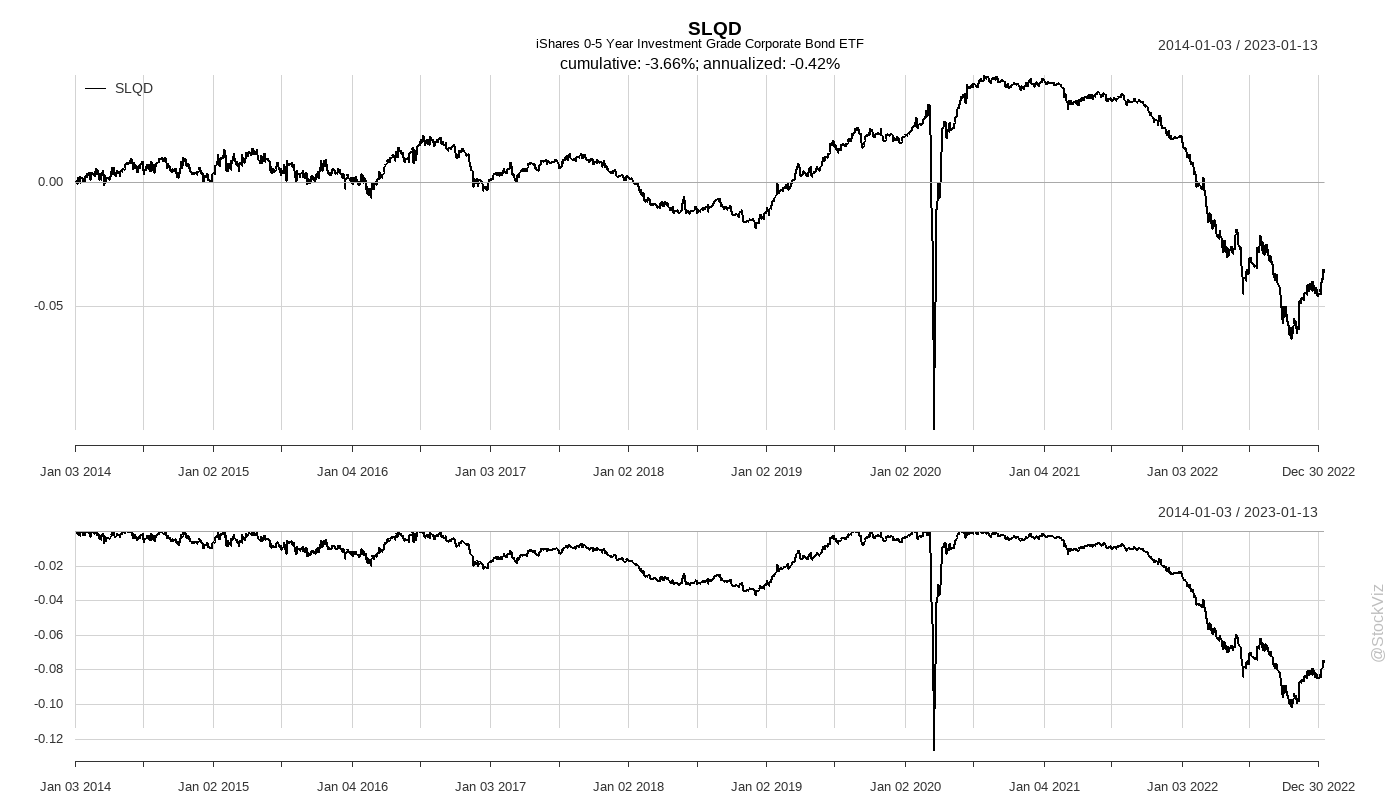 SLQD
iShares 0-5 Year Investment Grade Corporate Bond ETF
2014-01-03 / 2023-01-13
cumulative: -3.66%; annualized: -0.42%
SLQD
0.00
-0.05
Jan 03 2014 Jan 02 2015 Jan 04 2016 Jan 03 2017 Jan 02 2018 Jan 02 2019 Jan 02 2020 Jan 04 2021 Jan 03 2022 Dec 30 2022
2014-01-03 / 2023-01-13
-0.02
-0.04
-0.06
-0.08
-0.10
-0.12
Jan 03 2014 Jan 02 2015 Jan 04 2016 Jan 03 2017 Jan 02 2018 Jan 02 2019 Jan 02 2020 Jan 04 2021 Jan 03 2022 Dec 30 2022
@StockViz